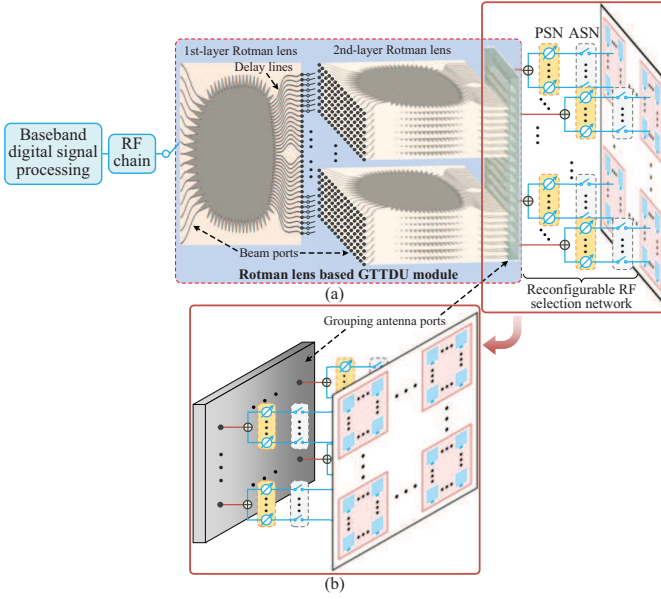 1st-layer Rotman lens
2nd-layer Rotman lens
PSN ASN
Delay lines
Baseband
digital signal
processing
RF
chain
Beam ports
Rotman lens based GTTDU module
(a)
Reconfigurable RF
selection network
Grouping antenna ports
(b)